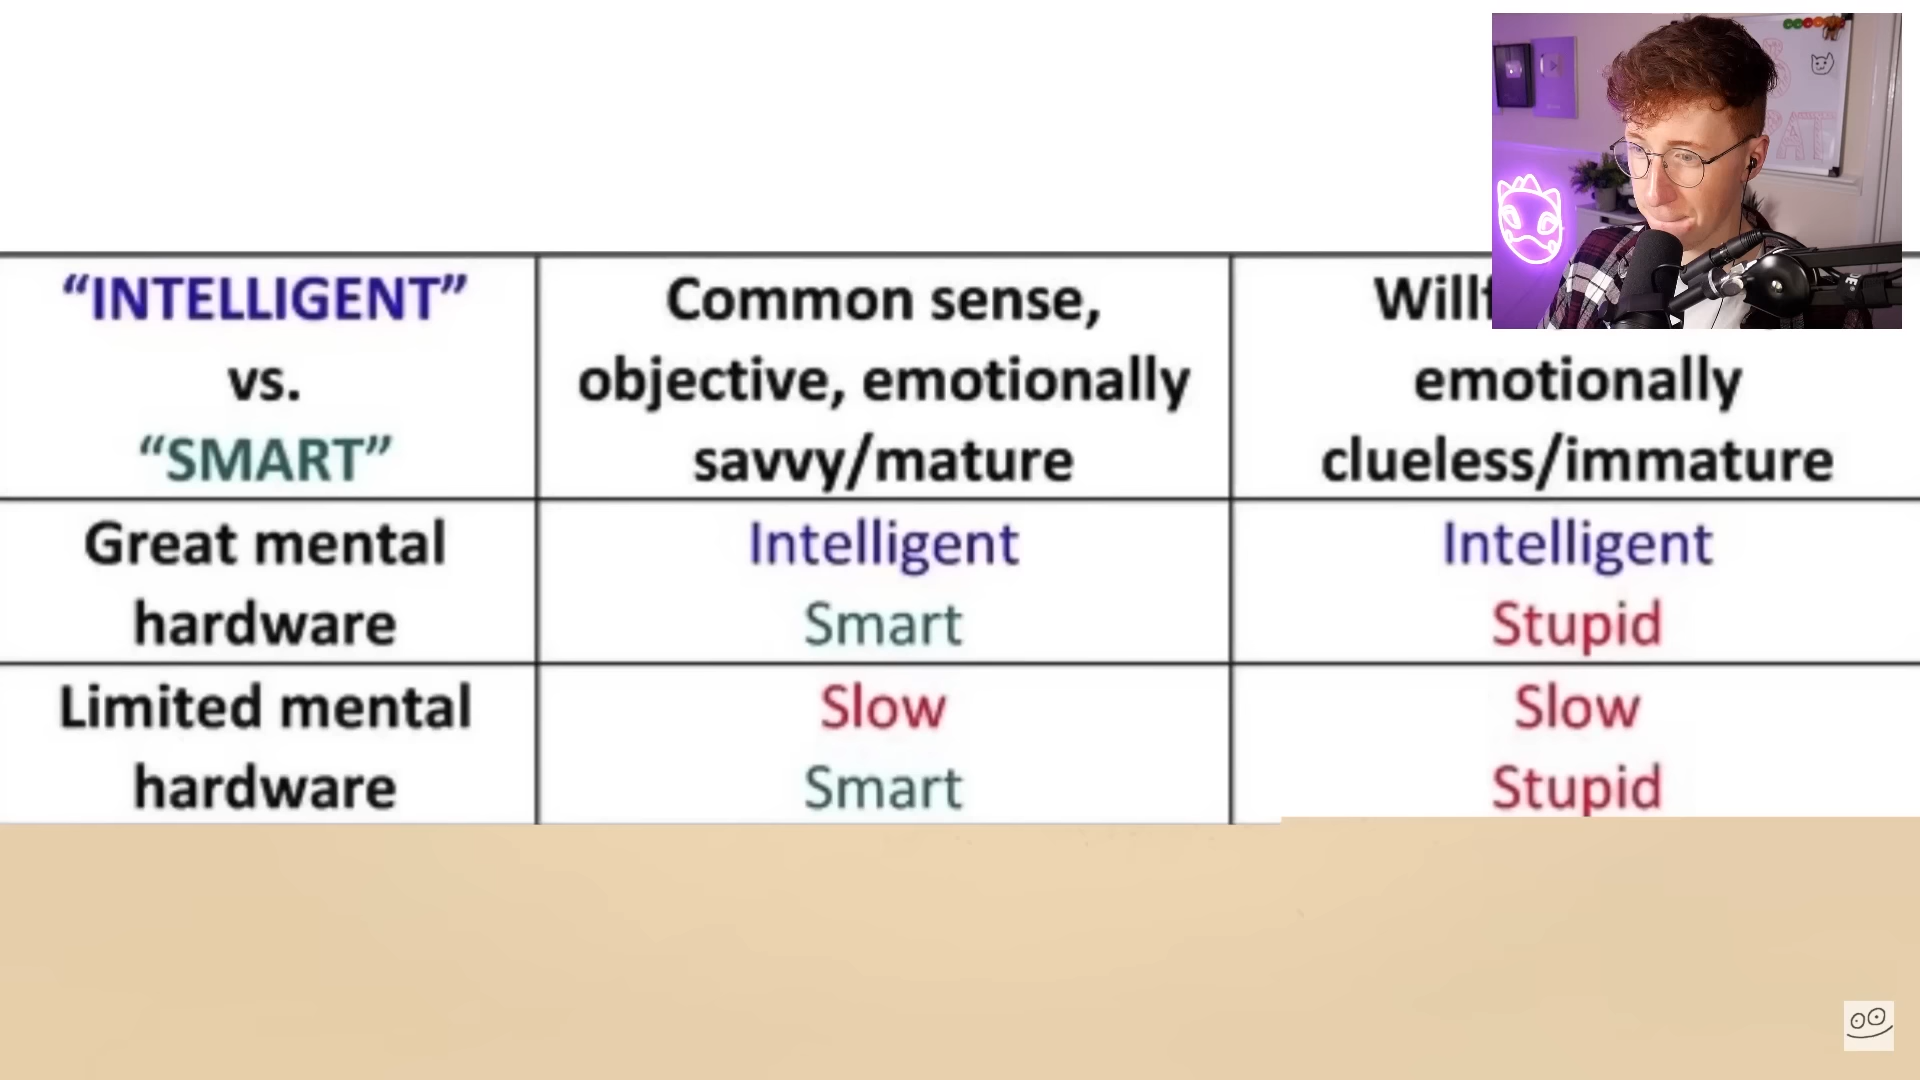 “INTELLIGENT”
vs.
“SMART”
Common sense,
objective, emotionally
savvy/mature
emotionally
clueless/immature
Great mental
hardware
Intelligent
Smart
Intelligent
Stupid
Limited mental
hardware
Slow
Smart
Slow
Stupid